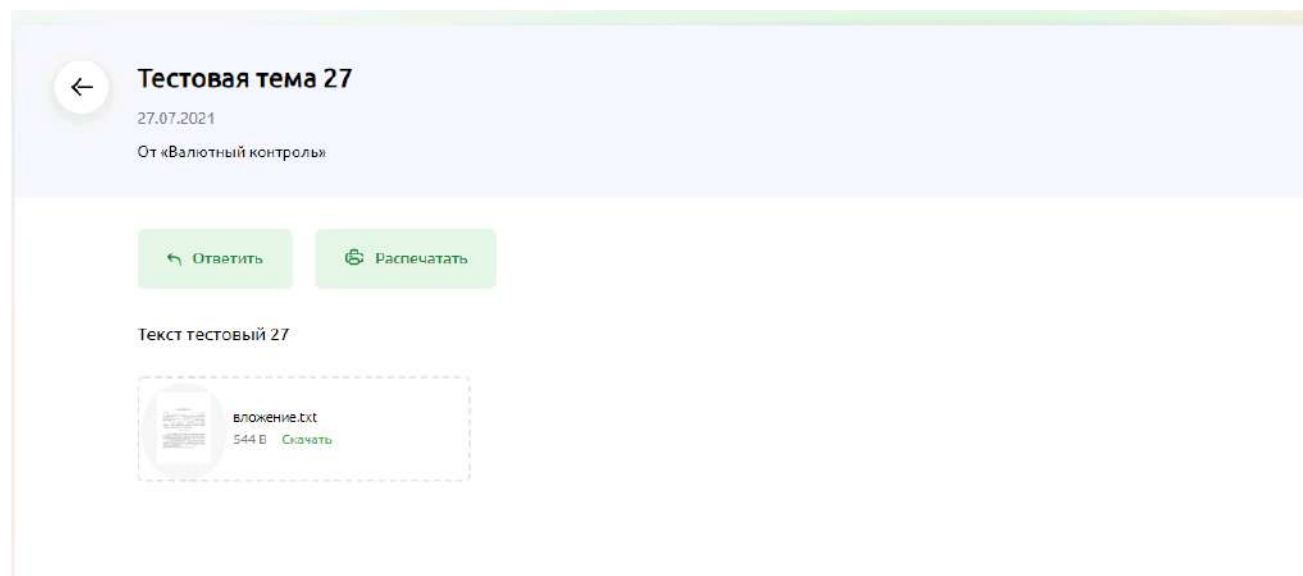 Тестовая тема 27
27.07.2021
От «Валютный контроль»
Ответить Распечатать
Текст тестовый 27
вложение.txt
544 B Скачать